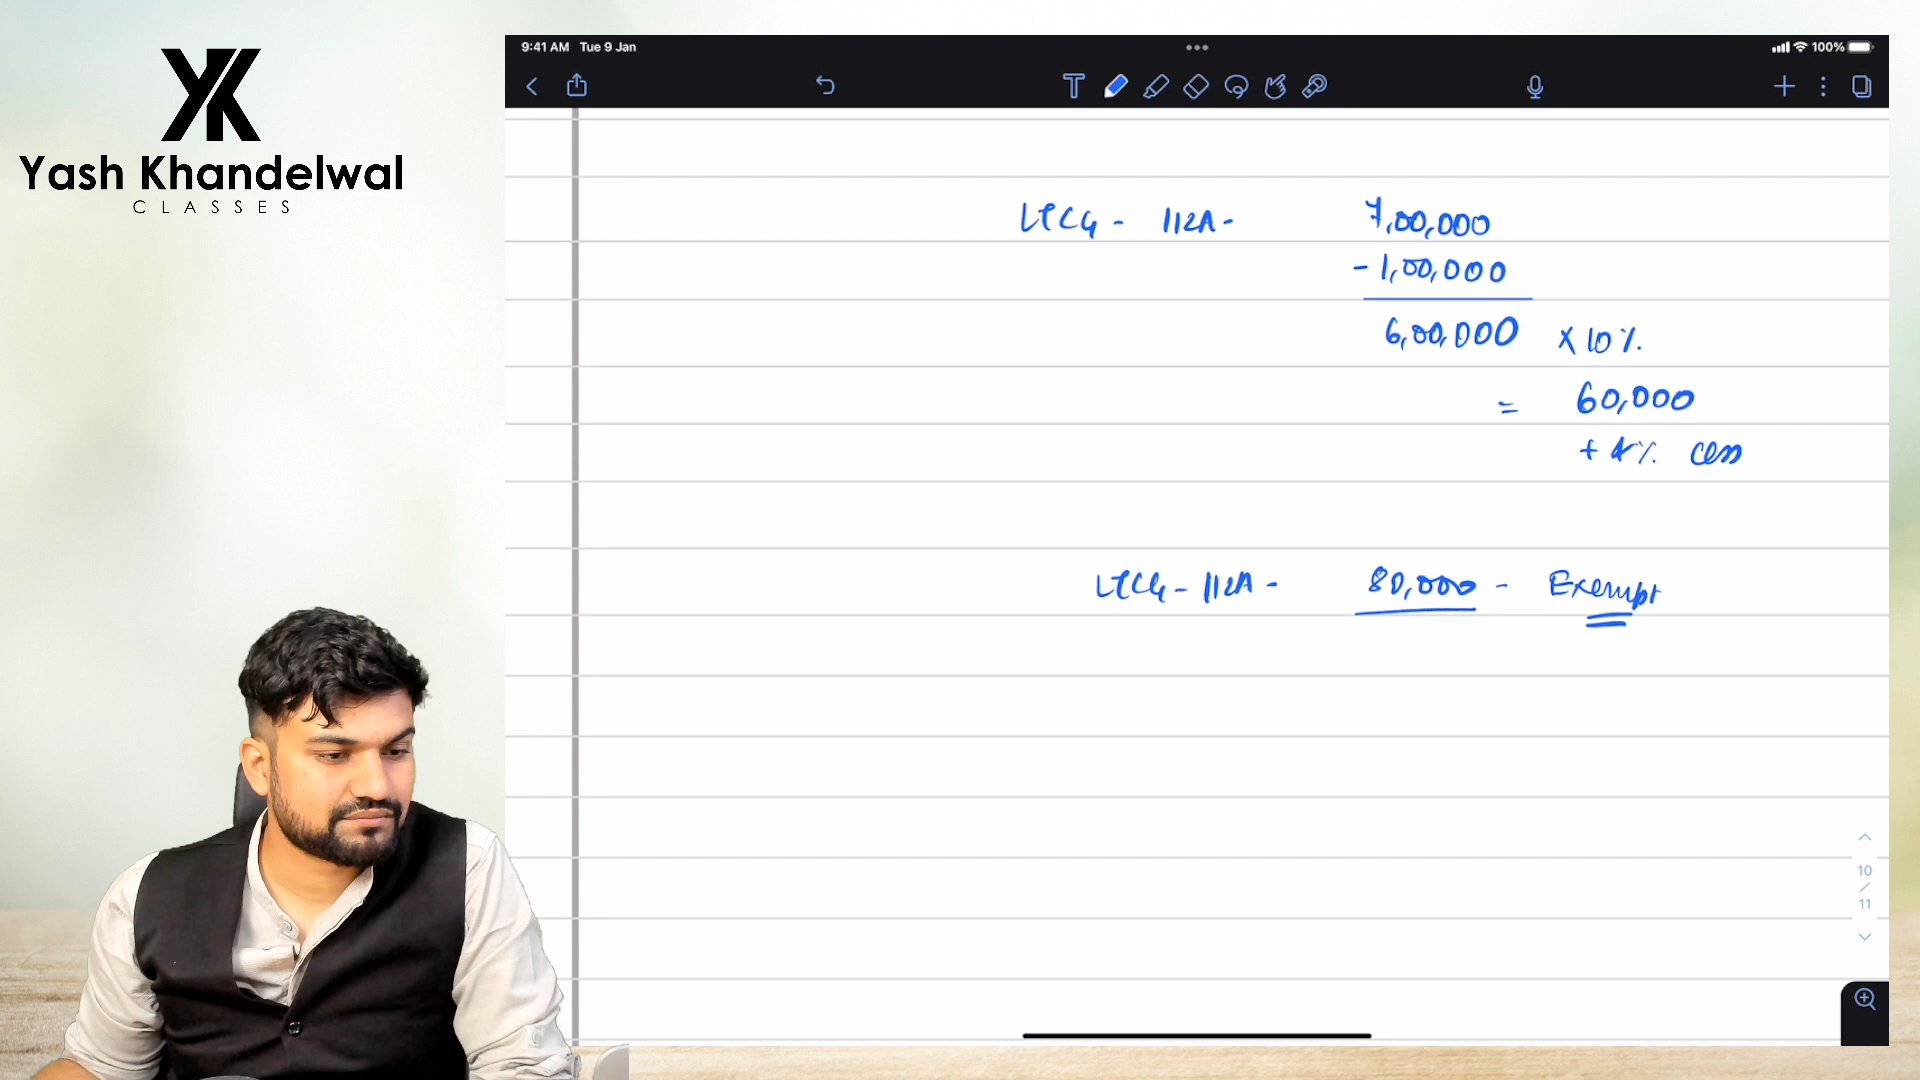 YK
Yash Khandelwal
CLASSES
9:41 AM Tue 9 Jan
100%
LTCG - 112A - 7,00,000
- 1,00,000
6,00,000 x 10%.
= 60,000
+ 4%. cess
LTCG - 112A - 80,000 - Exempt
10
/
11